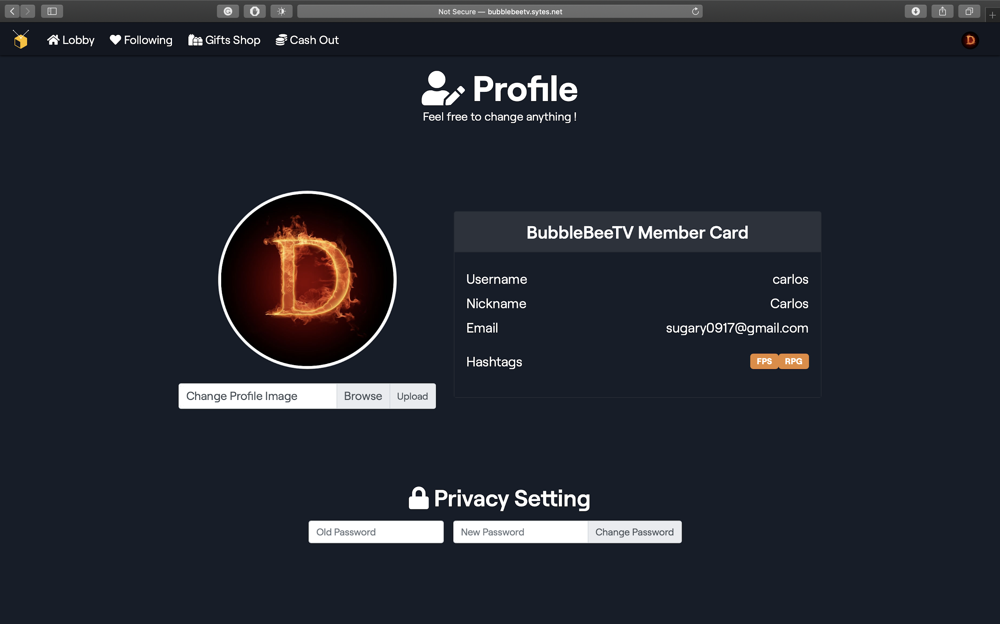 Not Secure — bubblebeetv.sytes.net
Lobby Following Gifts Shop Cash Out D
Profile
Feel free to change anything !
D
BubbleBeeTV Member Card
Username carlos
Nickname Carlos
Email sugary0917@gmail.com
Hashtags FPS RPG
Change Profile Image Browse Upload
Privacy Setting
Old Password New Password Change Password